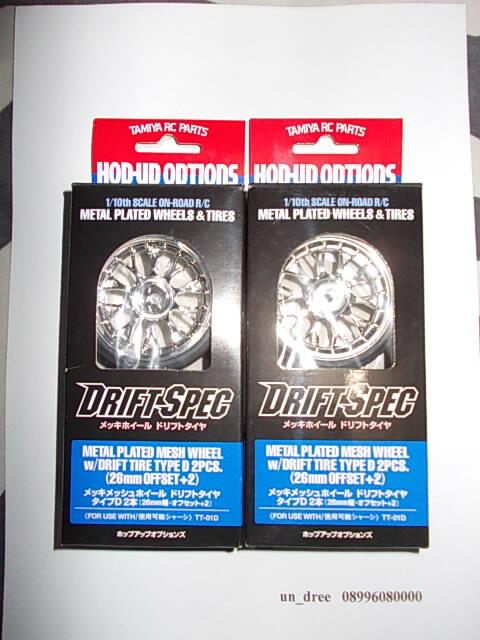 TAMIYA RC PARTS
HOP-UP OPTIONS
1/10th SCALE ON-ROAD R/C
METAL PLATED WHEELS & TIRES
DRIFT-SPEC
メッキホイール ドリフトタイヤ
METAL PLATED MESH WHEEL
w/DRIFT TIRE TYPE D 2PCS.
(26mm OFFSET+2)
メッキメッシュホイール ドリフトタイヤ
タイプD 2本 (26mm幅・オフセット+2)
〈FOR USE WITH/使用可能シャーシ〉 TT-01D
ホップアップオプションズ
TAMIYA RC PARTS
HOP-UP OPTIONS
1/10th SCALE ON-ROAD R/C
METAL PLATED WHEELS & TIRES
DRIFT-SPEC
メッキホイール ドリフトタイヤ
METAL PLATED MESH WHEEL
w/DRIFT TIRE TYPE D 2PCS.
(26mm OFFSET+2)
メッキメッシュホイール ドリフトタイヤ
タイプD 2本 (26mm幅・オフセット+2)
〈FOR USE WITH/使用可能シャーシ〉 TT-01D
ホップアップオプションズ
un_dree 08996080000